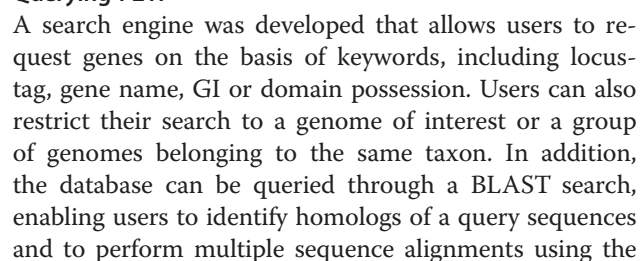 Querying
A search engine was developed that allows users to re-
quest genes on the basis of keywords, including locus-
tag, gene name, GI or domain possession. Users can also
restrict their search to a genome of interest or a group
of genomes belonging to the same taxon. In addition,
the database can be queried through a BLAST search,
enabling users to identify homologs of a query sequences
and to perform multiple sequence alignments using the